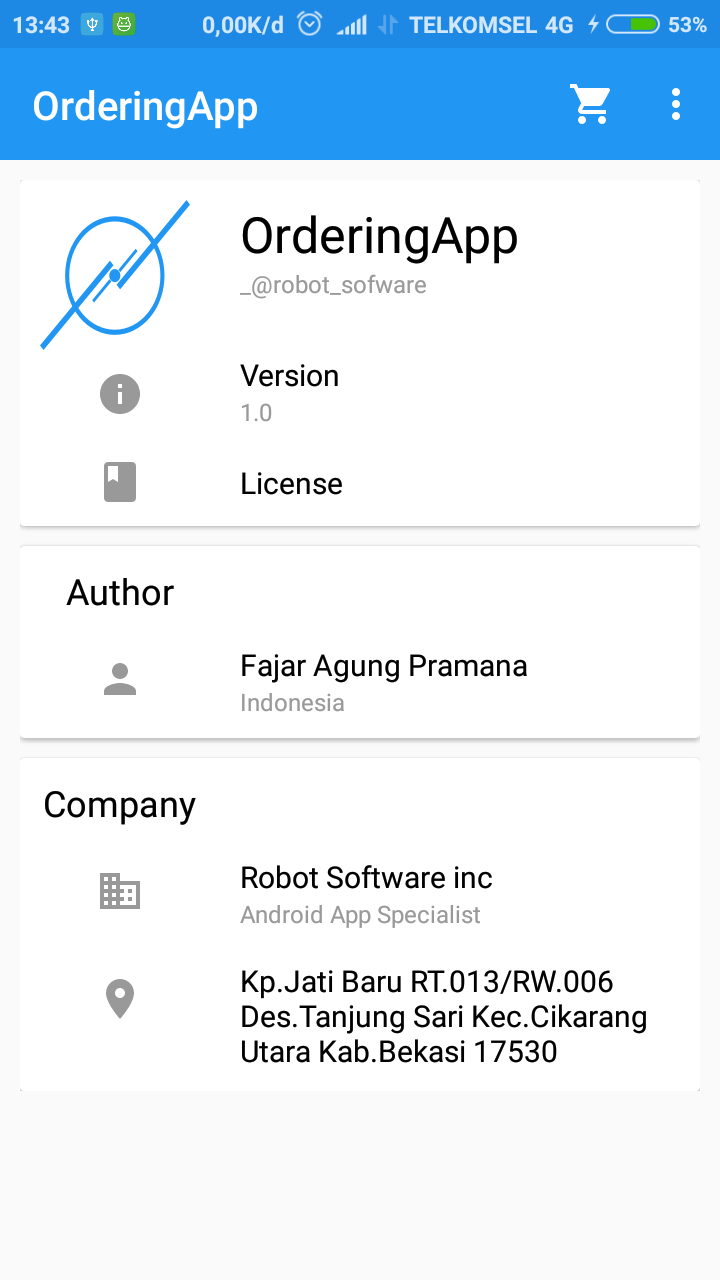 13:43 0,00K/d TELKOMSEL 4G 53%
OrderingApp
OrderingApp
_@robot_sofware
Version
1.0
License
Author
Fajar Agung Pramana
Indonesia
Company
Robot Software inc
Android App Specialist
Kp.Jati Baru RT.013/RW.006
Des.Tanjung Sari Kec.Cikarang
Utara Kab.Bekasi 17530